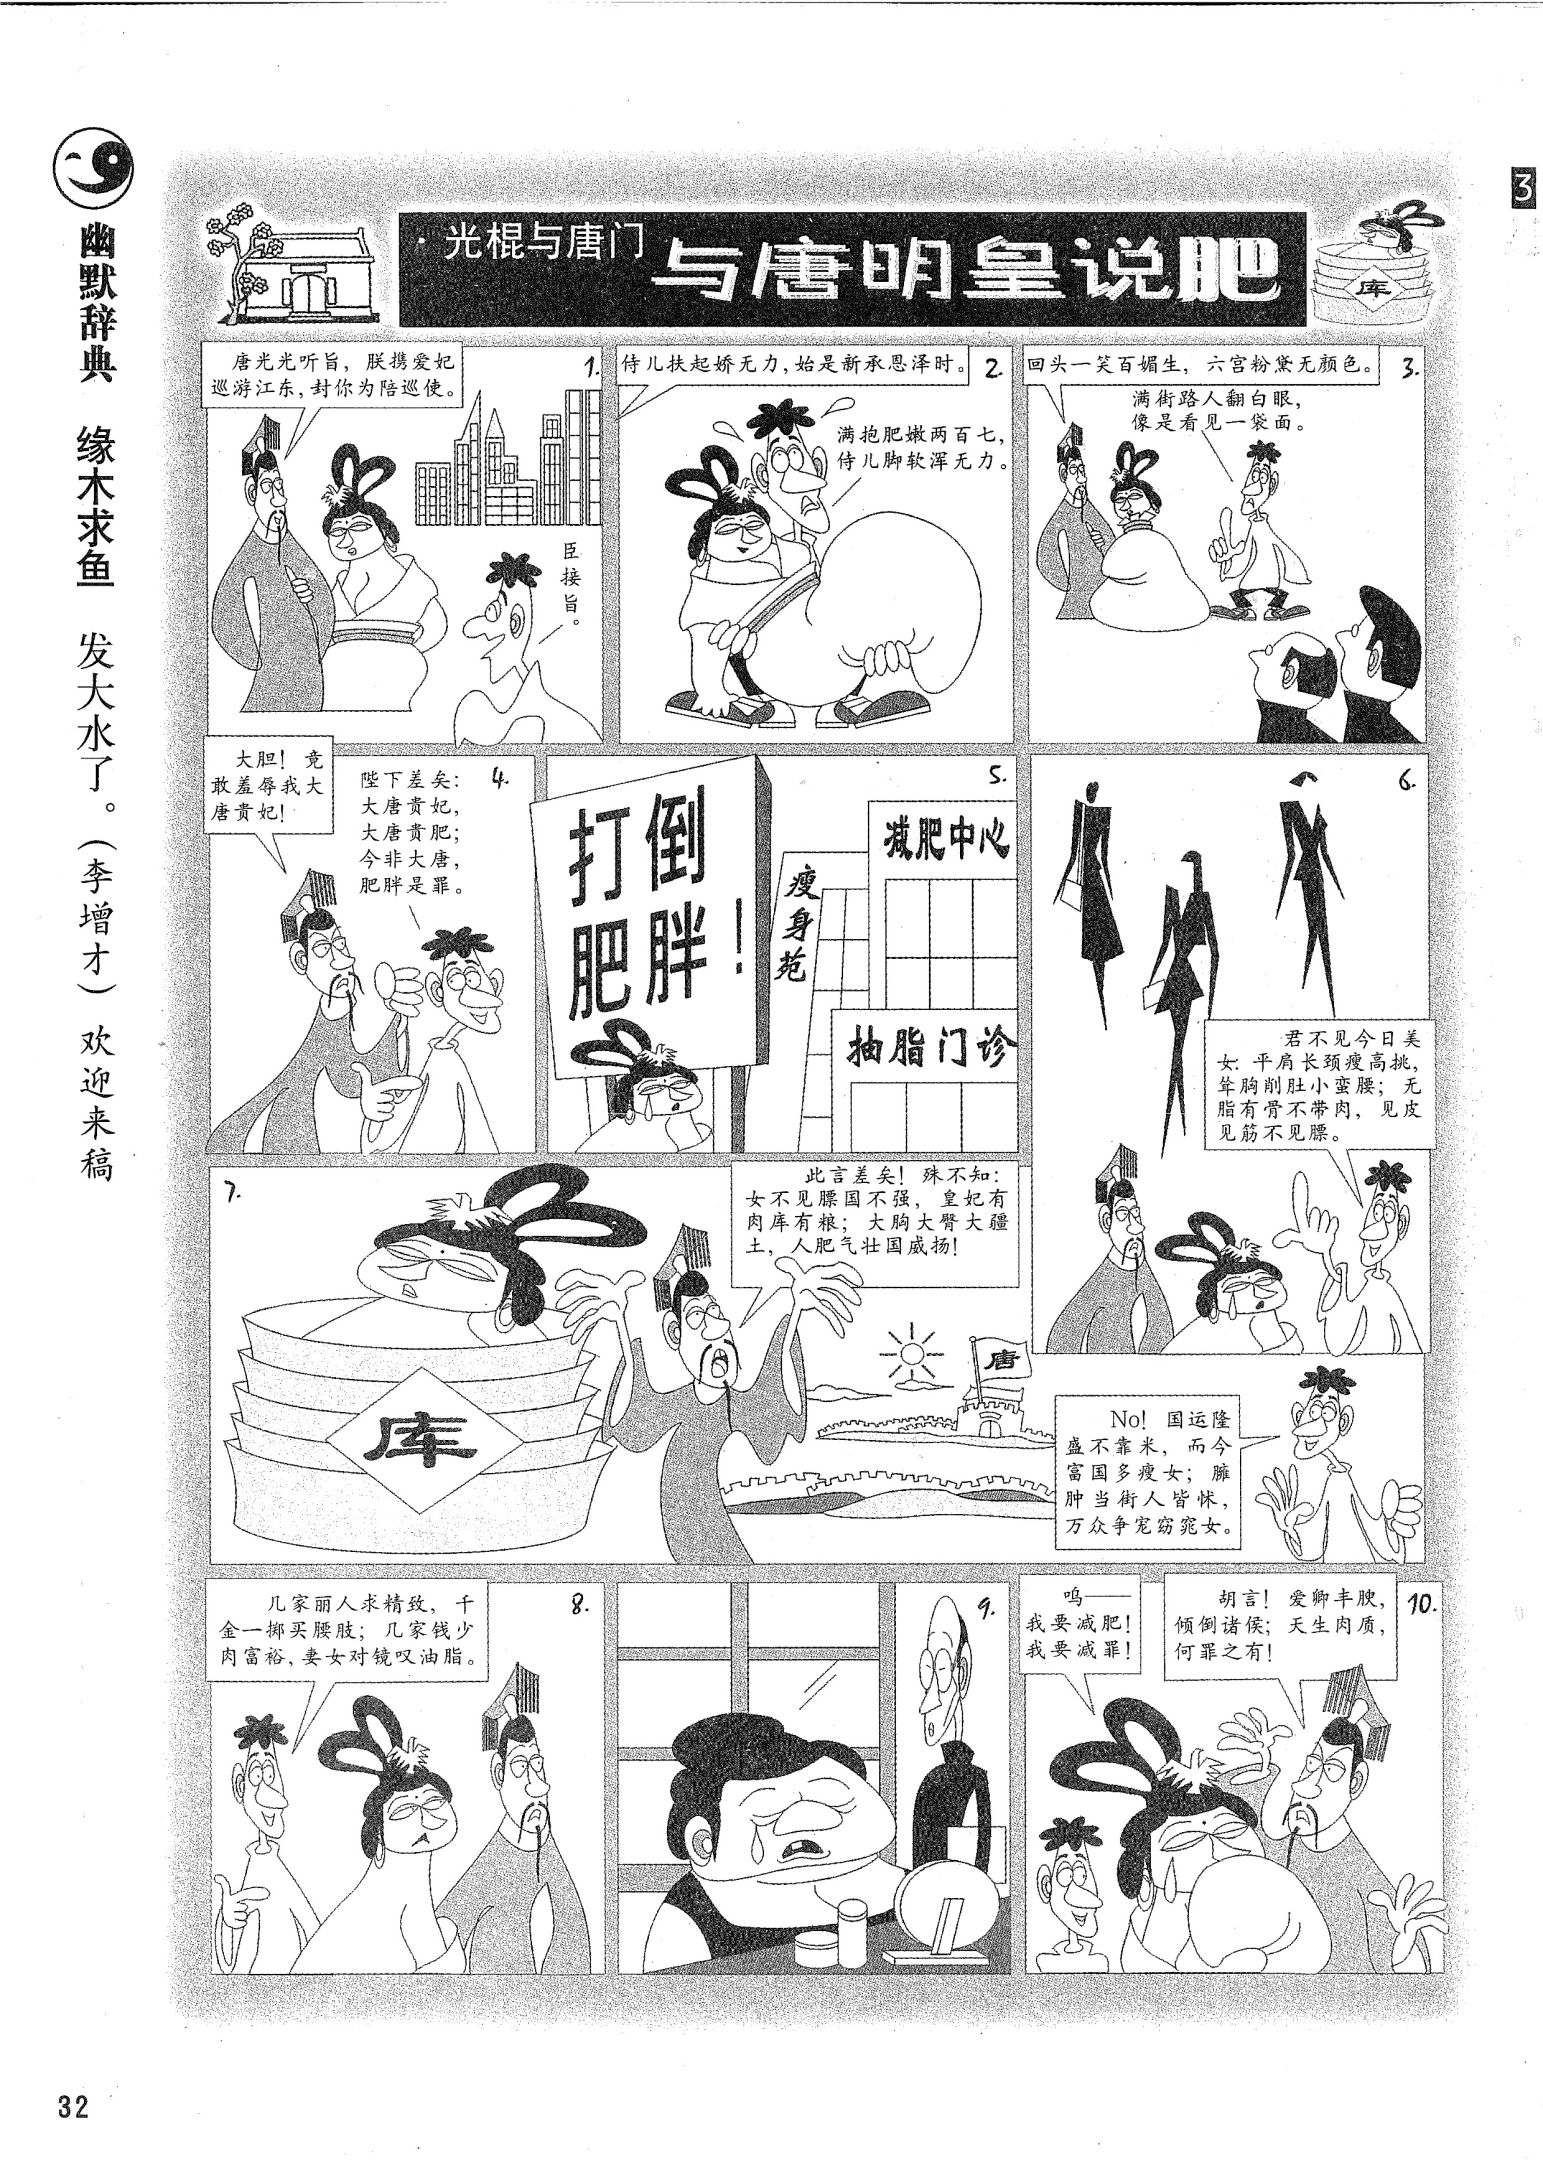 3
幽默辞典 缘木求鱼 发大水了。(李增才) 欢迎来稿
·光棍与唐门
与唐明皇说肥
库
1.
唐光光听旨，朕携爱妃
巡游江东,封你为陪巡使。
臣接旨。
2.
侍儿扶起娇无力,始是新承恩泽时。
满抱肥嫩两百七,
侍儿脚软浑无力。
3.
回头一笑百媚生，六宫粉黛无颜色。
满街路人翻白眼,
像是看见一袋面。
4.
大胆！竟
敢羞辱我大
唐贵妃！
陛下差矣:
大唐贵妃,
大唐贵肥;
今非大唐,
肥胖是罪。
5.
打倒
肥胖！
瘦身苑
减肥中心
抽脂门诊
6.
君不见今日美
女:平肩长颈瘦高挑,
耸胸削肚小蛮腰；无
脂有骨不带肉，见皮
见筋不见膘。
7.
此言差矣！殊不知:
女不见膘国不强，皇妃有
肉库有粮；大胸大臀大疆
土，人肥气壮国威扬！
库
唐
No！国运隆
盛不靠米，而今
富国多瘦女；臃
肿当街人皆怵,
万众争宠窈窕女。
8.
几家丽人求精致，千
金一掷买腰肢；几家钱少
肉富裕,妻女对镜叹油脂。
9.
10.
呜——
我要减肥！
我要减罪！
胡言！爱卿丰腴,
倾倒诸侯；天生肉质,
何罪之有！
32